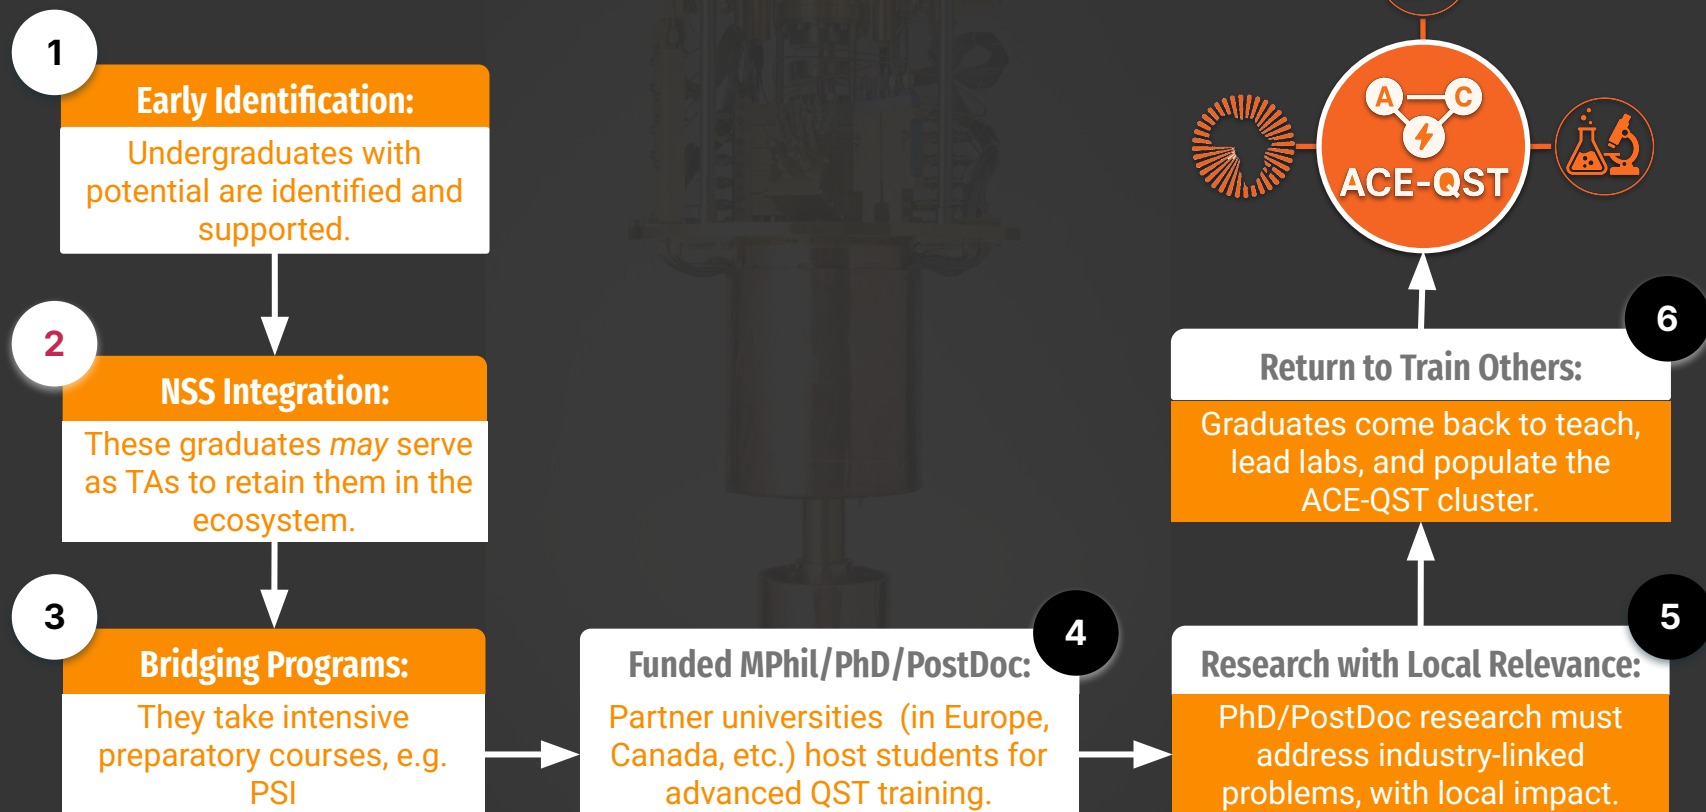 1
Early Identification:
Undergraduates with
potential are identified and
supported.
2
NSS Integration:
These graduates may serve
as TAs to retain them in the
ecosystem.
3
Bridging Programs:
They take intensive
preparatory courses, e.g.
PSI
4
Funded MPhil/PhD/PostDoc:
Partner universities (in Europe,
Canada, etc.) host students for
advanced QST training.
5
Research with Local Relevance:
PhD/PostDoc research must
address industry-linked
problems, with local impact.
6
Return to Train Others:
Graduates come back to teach,
lead labs, and populate the
ACE-QST cluster.
A C
ACE-QST